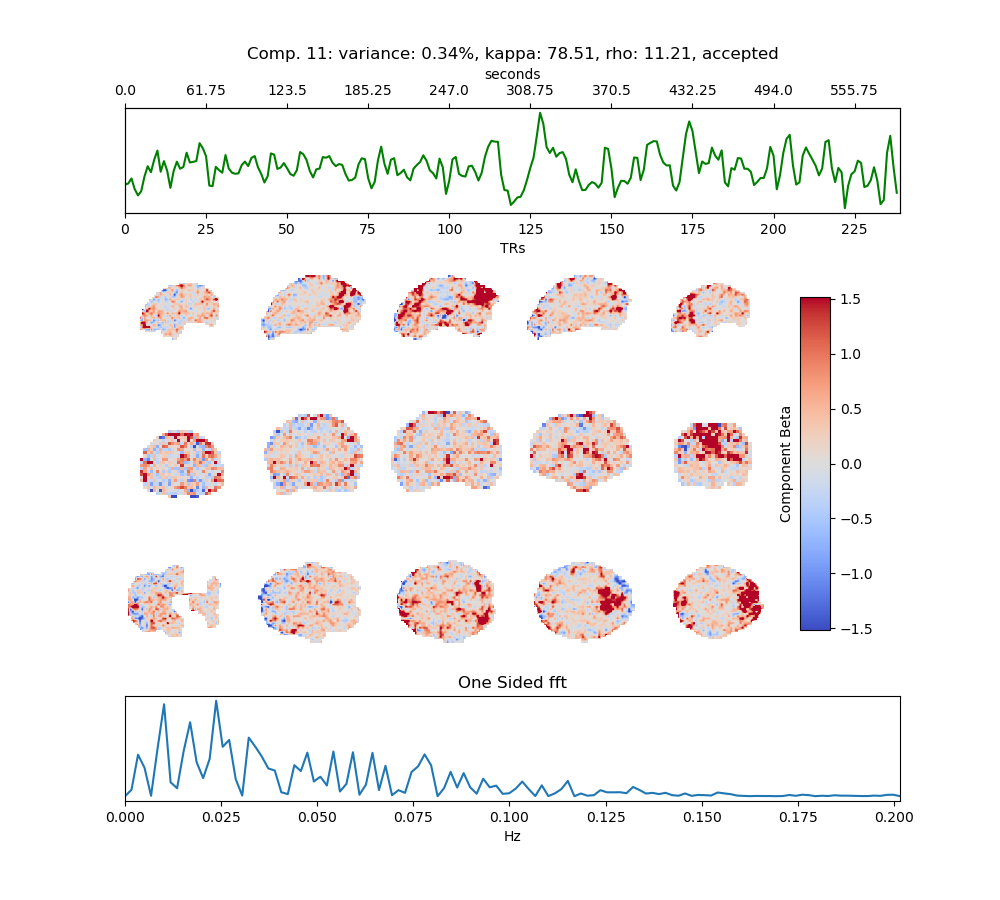 Comp. 11: variance: 0.34%, kappa: 78.51, rho: 11.21, accepted
seconds
0.0 61.75 123.5 185.25 247.0 308.75 370.5 432.25 494.0 555.75
0 25 50 75 100 125 150 175 200 225
TRs
1.5
1.0
0.5
0.0
−0.5
−1.0
−1.5
Component Beta
One Sided fft
0.000 0.025 0.050 0.075 0.100 0.125 0.150 0.175 0.200
Hz